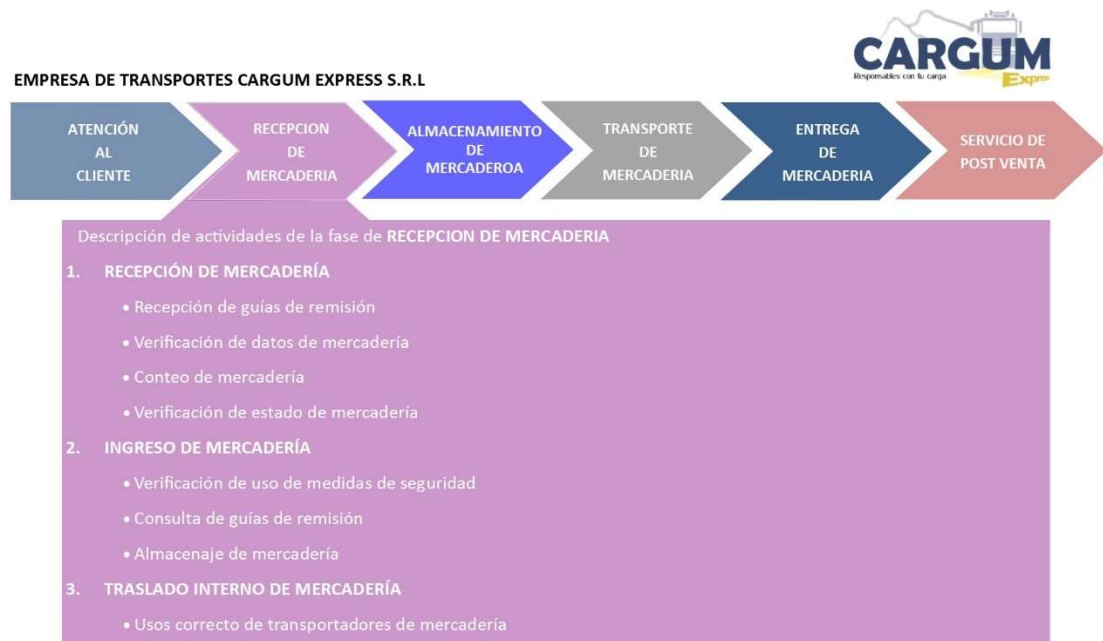 CARGUM
Responsables con tu carga
Express
EMPRESA DE TRANSPORTES CARGUM EXPRESS S.R.L
ATENCIÓN
AL
CLIENTE
RECEPCION
DE
MERCADERIA
ALMACENAMIENTO
DE
MERCADEROA
TRANSPORTE
DE
MERCADERIA
ENTREGA
DE
MERCADERIA
SERVICIO DE
POST VENTA
Descripción de actividades de la fase de RECEPCION DE MERCADERIA
1. RECEPCIÓN DE MERCADERÍA
• Recepción de guías de remisión
• Verificación de datos de mercadería
• Conteo de mercadería
• Verificación de estado de mercadería
2. INGRESO DE MERCADERÍA
• Verificación de uso de medidas de seguridad
• Consulta de guías de remisión
• Almacenaje de mercadería
3. TRASLADO INTERNO DE MERCADERÍA
• Usos correcto de transportadores de mercadería